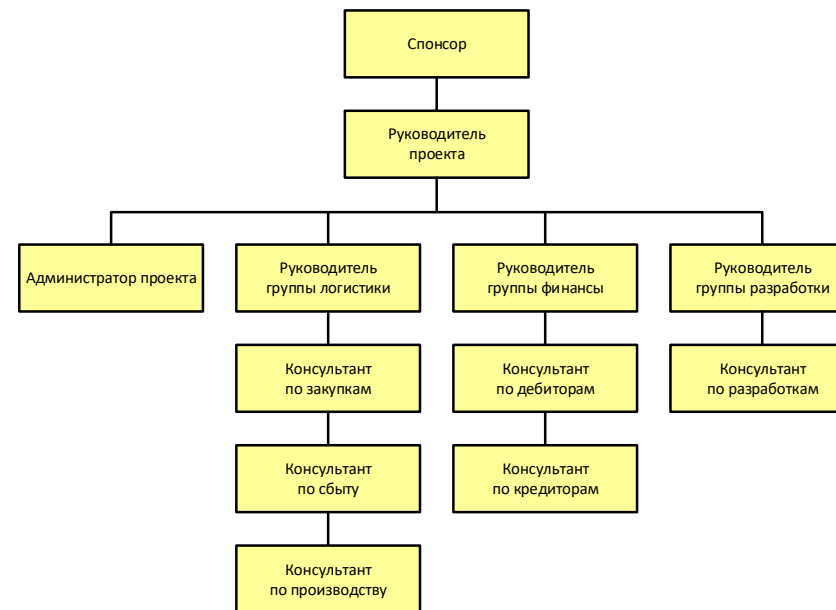 Спонсор
Руководитель
проекта
Администратор проекта
Руководитель
группы логистики
Руководитель
группы финансы
Руководитель
группы разработки
Консультант
по закупкам
Консультант
по дебиторам
Консультант
по разработкам
Консультант
по сбыту
Консультант
по кредиторам
Консультант
по производству